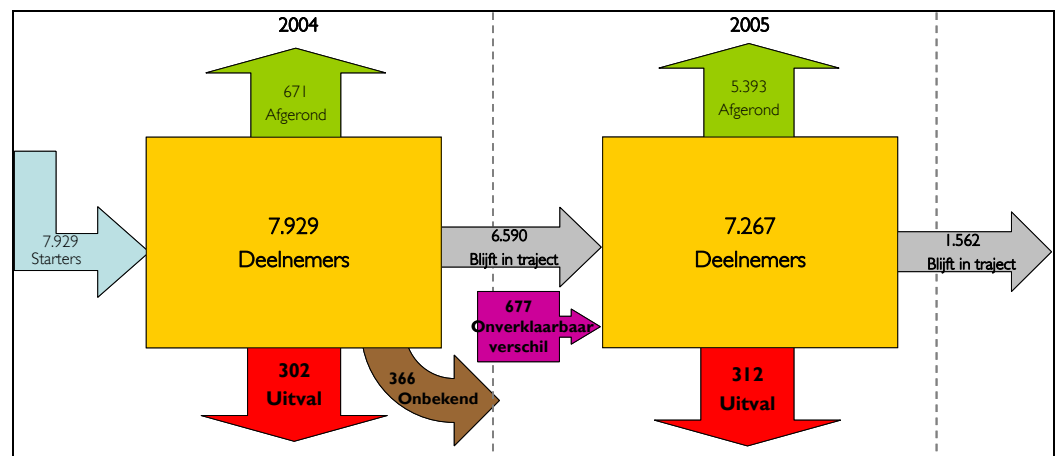 2004
2005
671
Afgerond
5.393
Afgerond
7.929
Starters
7.929
Deelnemers
6.590
Blijft in traject
7.267
Deelnemers
1.562
Blijft in traject
677
Onverklaarbaar
verschil
302
Uitval
366
Onbekend
312
Uitval